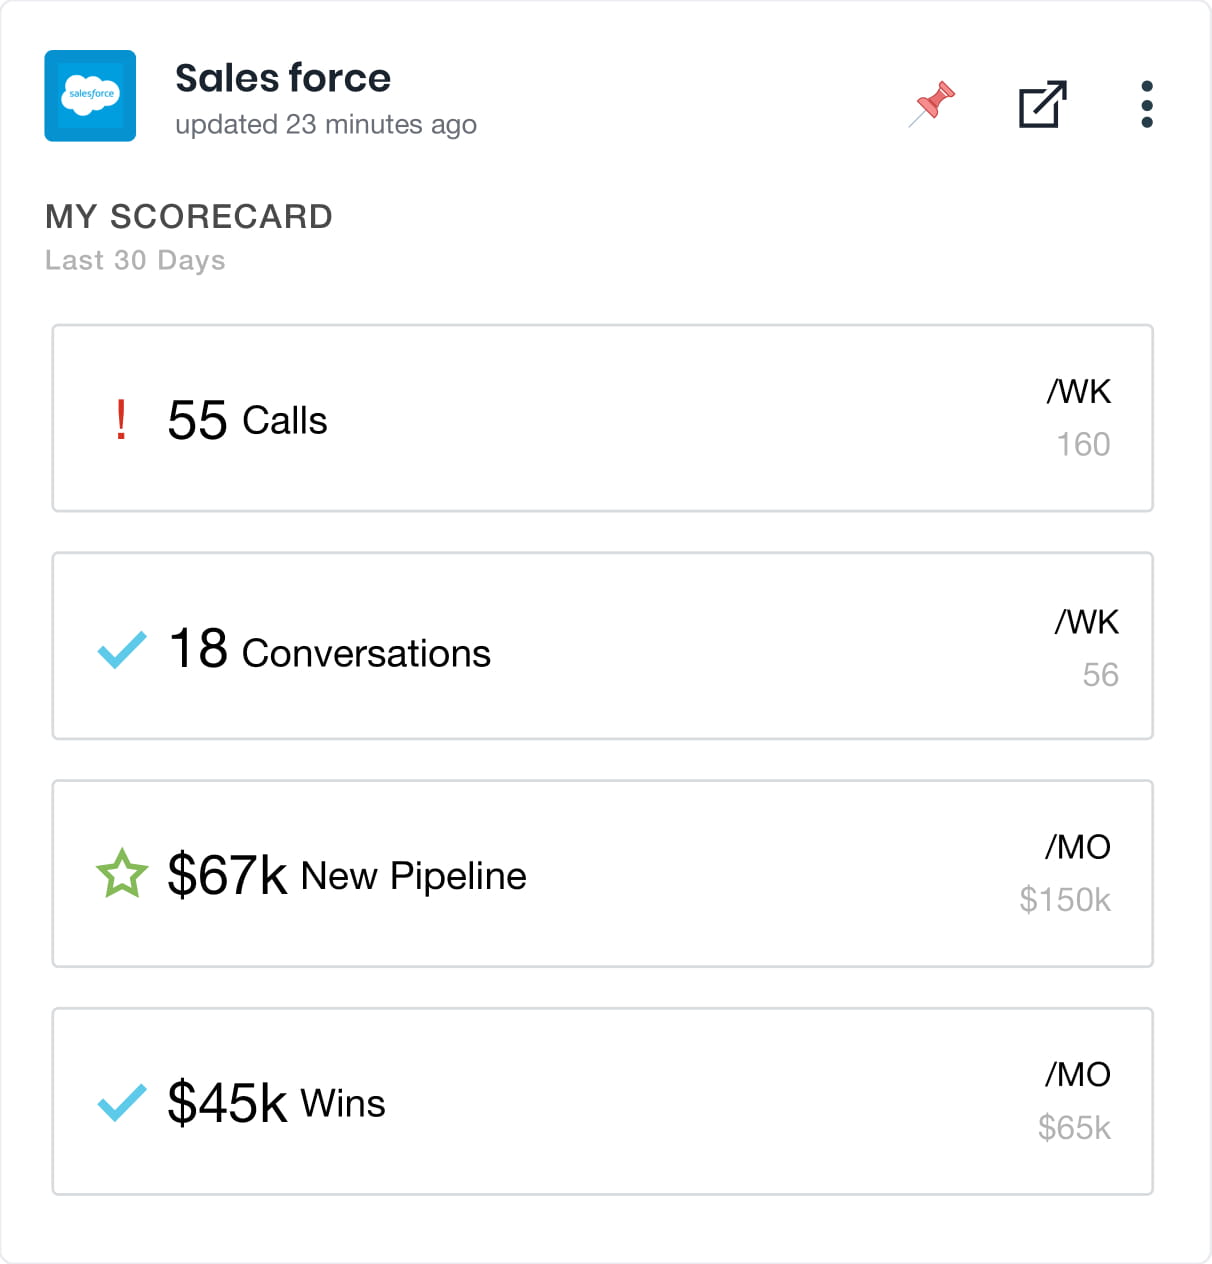 salesforce
Sales force
updated 23 minutes ago
MY SCORECARD
Last 30 Days
! 55 Calls
/WK
160
18 Conversations
/WK
56
$67k New Pipeline
/MO
$150k
$45k Wins
/MO
$65k